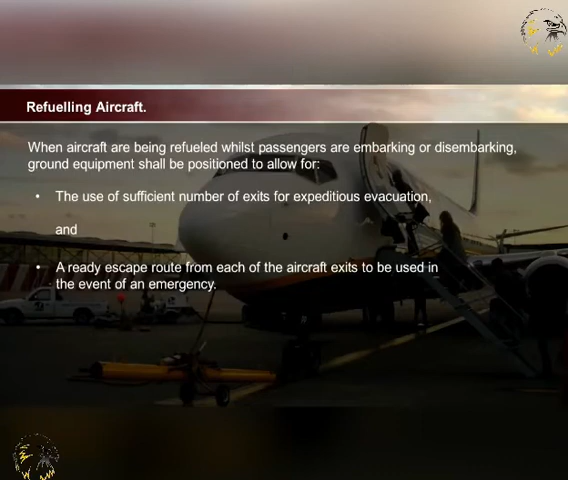 Refuelling Aircraft.
When aircraft are being refueled whilst passengers are embarking or disembarking,
ground equipment shall be positioned to allow for:
• The use of sufficient number of exits for expeditious evacuation,
and
• A ready escape route from each of the aircraft exits to be used in
the event of an emergency.